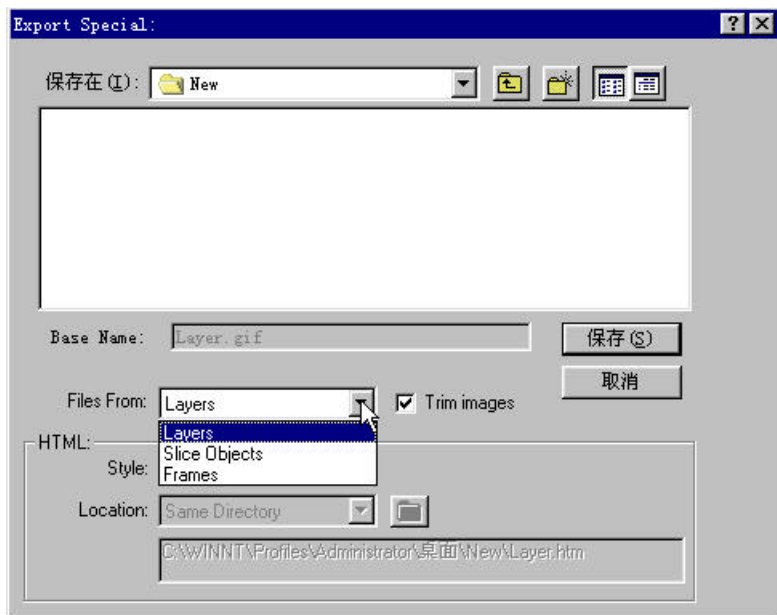 Export Special:
保存在(I): New
Base Name: Layer.gif
保存(S)
取消
Files From: Layers
Trim images
Layers
Slice Objects
Frames
HTML:
Style:
Location: Same Directory
C:\WINNT\Profiles\Administrator\桌面\New\Layer.htm